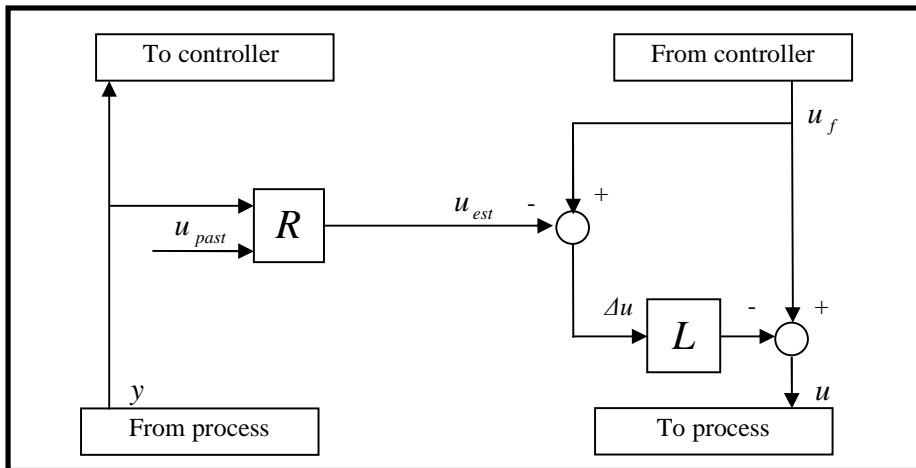 To controller
From controller
u_f
+
u_est
-
u_past
R
Δu
-
+
L
y
u
From process
To process